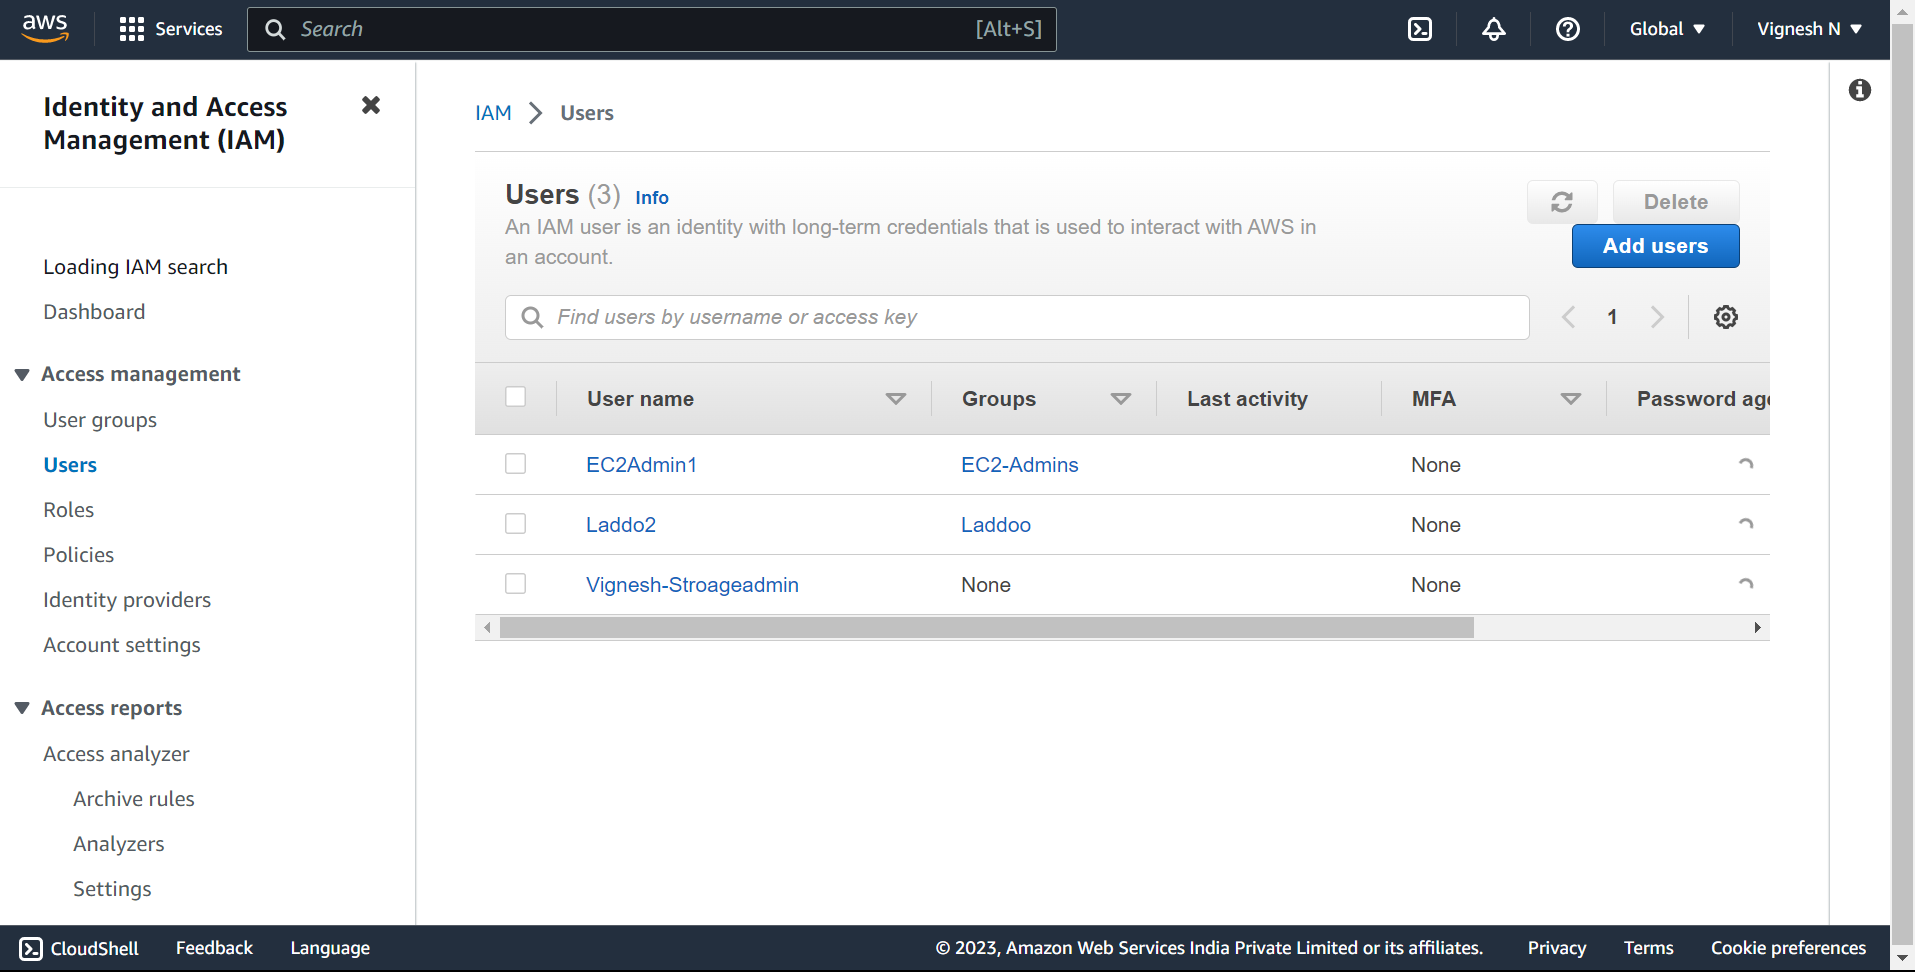 aws
Services
Search
[Alt+S]
Global
Vignesh N
Identity and Access
Management (IAM)
Loading IAM search
Dashboard
Access management
User groups
Users
Roles
Policies
Identity providers
Account settings
Access reports
Access analyzer
Archive rules
Analyzers
Settings
IAM
Users
Users (3) Info
An IAM user is an identity with long-term credentials that is used to interact with AWS in
an account.
Delete
Add users
Find users by username or access key
1
User name Groups Last activity MFA Password age
EC2Admin1 EC2-Admins None
Laddo2 Laddoo None
Vignesh-Stroageadmin None None
CloudShell Feedback Language © 2023, Amazon Web Services India Private Limited or its affiliates. Privacy Terms Cookie preferences